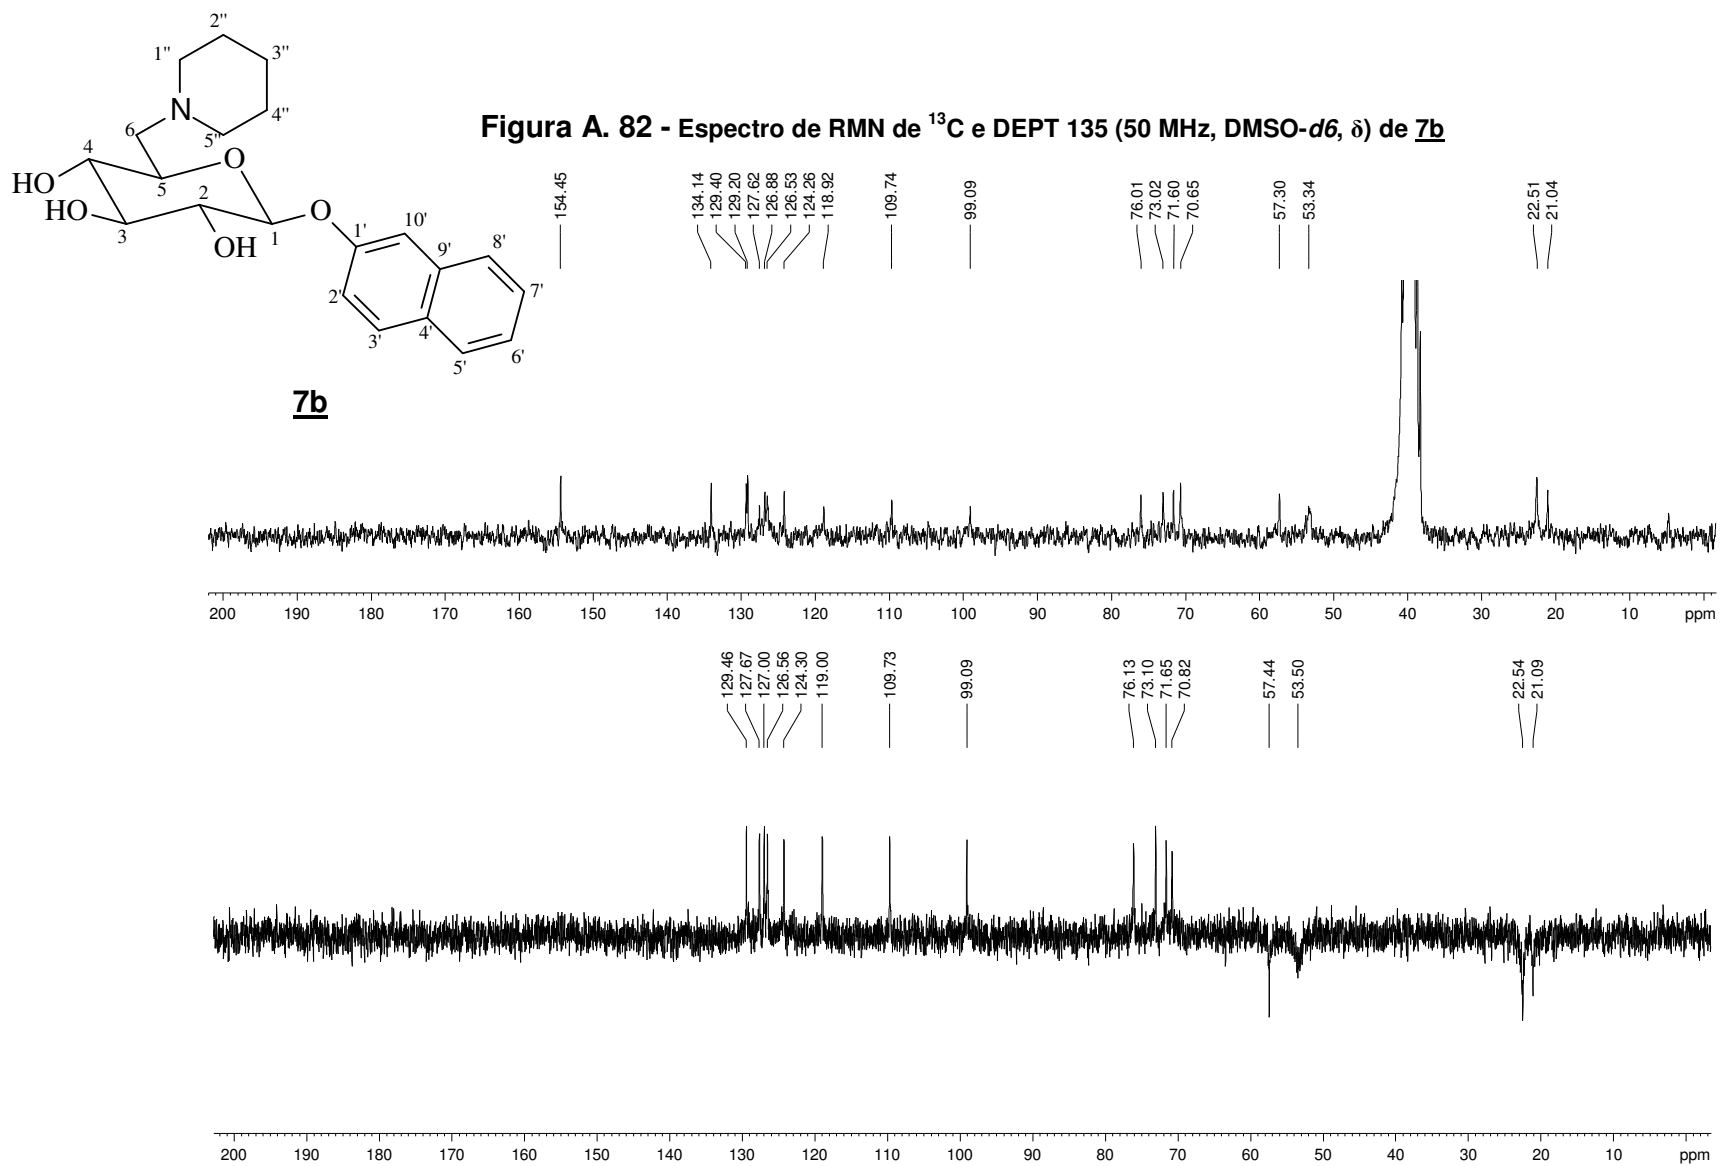 2''
1''
3''
N
4''
6
5''
4
O
HO
5
2
HO
O
1'
10'
3
OH
1
9'
8'
2'
7'
4'
3'
6'
5'
7b
Figura A. 82 - Espectro de RMN de 13C e DEPT 135 (50 MHz, DMSO-d6, δ) de 7b
154.45 134.14 129.40 129.20 127.62 126.88 126.53 124.26 118.92 109.74 99.09 76.01 73.02 71.60 70.65 57.30 53.34 22.51 21.04
200 190 180 170 160 150 140 130 120 110 100 90 80 70 60 50 40 30 20 10 ppm
129.46 127.67 127.00 126.56 124.30 119.00 109.73 99.09 76.13 73.10 71.65 70.82 57.44 53.50 22.54 21.09
200 190 180 170 160 150 140 130 120 110 100 90 80 70 60 50 40 30 20 10 ppm